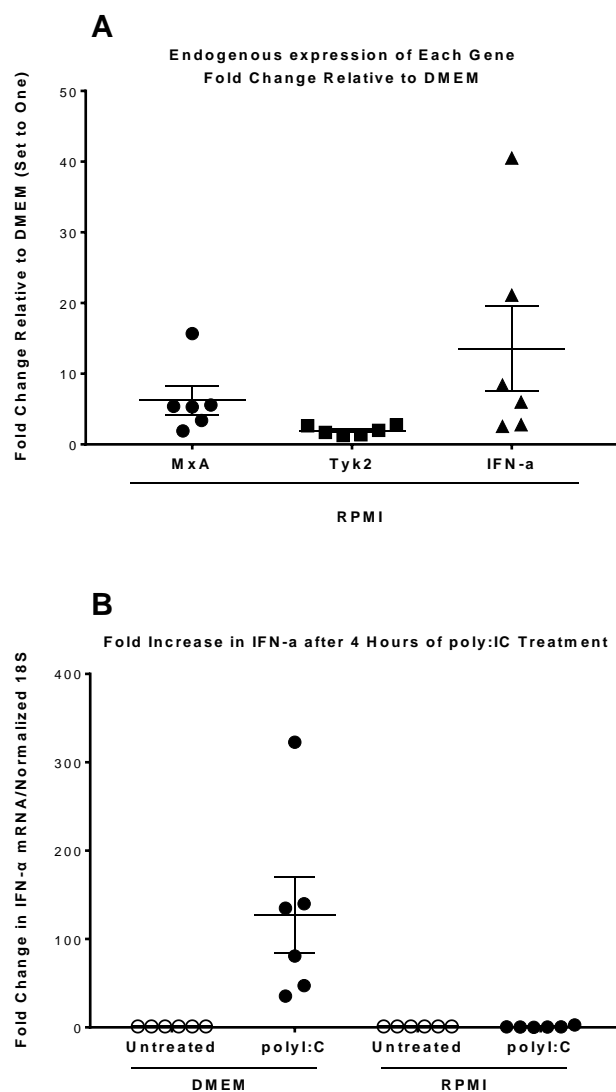 A
Endogenous expression of Each Gene
Fold Change Relative to DMEM
Fold Change Relative to DMEM (Set to One)
50
40
30
20
10
0
MxA Tyk2 IFN-a
RPMI
B
Fold Increase in IFN-a after 4 Hours of poly:IC Treatment
Fold Change in IFN-α mRNA/Normalized 18S
400
300
200
100
0
Untreated polyI:C Untreated polyI:C
DMEM RPMI